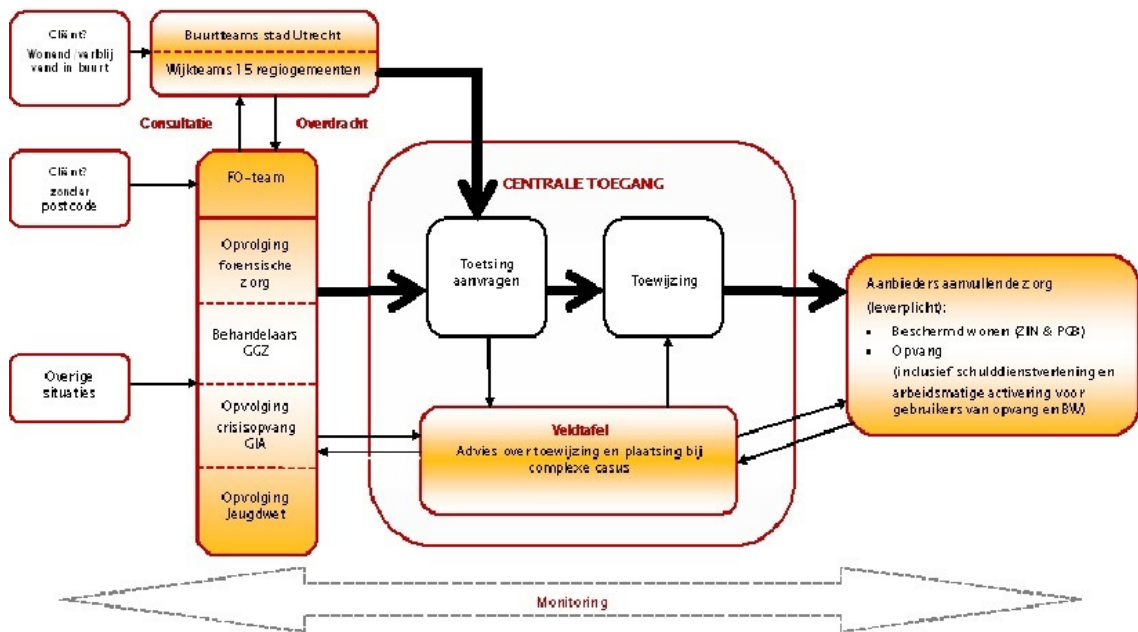 Cliënt?
Wonend /verblij
vend in buurt
Buurtteams stad Utrecht
Wijkteams 15 regiogemeenten
Consultatie
Overdracht
Cliënt?
zonder
postcode
FO-team
CENTRALE TOEGANG
Opvolging
forensische
zorg
Toetsing
aanvragen
Toewijzing
Aanbieders aanvullende zorg
(leverplicht):
• Beschermd wonen (ZIN & PGB)
• Opvang
(inclusief schulddienstverlening en
arbeidsmatige activering voor
gebruikers van opvang en BW)
Behandelaars
GGZ
Overige
situaties
Opvolging
crisisopvang
GIA
Veldtafel
Advies over toewijzing en plaatsing bij
complexe casus
Opvolging
Jeugdwet
Monitoring